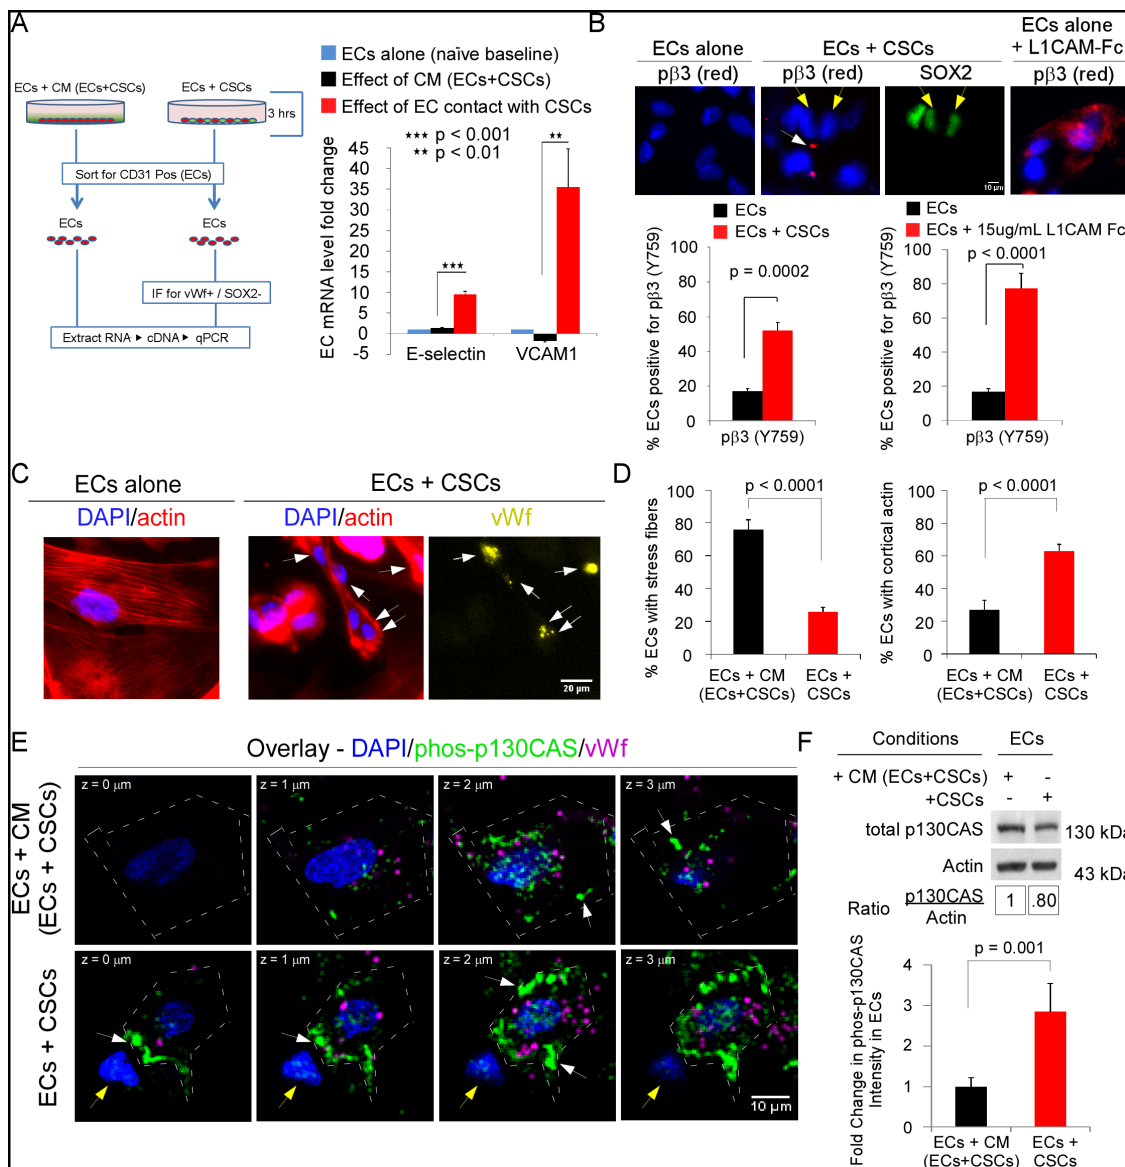 A
ECs + CM (ECs+CSCs)
ECs + CSCs
3 hrs
Sort for CD31 Pos (ECs)
ECs
ECs
IF for vWf+ / SOX2-
Extract RNA ▸ cDNA ▸ qPCR
ECs alone (naïve baseline)
Effect of CM (ECs+CSCs)
Effect of EC contact with CSCs
*** p < 0.001
** p < 0.01
EC mRNA level fold change
45
40
35
30
25
20
15
10
5
0
-5
***
**
E-selectin
VCAM1
B
ECs alone
ECs + CSCs
ECs alone
+ L1CAM-Fc
pβ3 (red)
pβ3 (red)
SOX2
pβ3 (red)
10 µm
ECs
ECs + CSCs
% ECs positive for pβ3 (Y759)
100
80
60
40
20
0
p = 0.0002
pβ3 (Y759)
ECs
ECs + 15ug/mL L1CAM Fc
% ECs positive for pβ3 (Y759)
100
80
60
40
20
0
p < 0.0001
pβ3 (Y759)
C
ECs alone
ECs + CSCs
DAPI/actin
DAPI/actin
vWf
20 µm
D
% ECs with stress fibers
100
80
60
40
20
0
p < 0.0001
ECs + CM
(ECs+CSCs)
ECs +
CSCs
% ECs with cortical actin
100
80
60
40
20
0
p < 0.0001
ECs + CM
(ECs+CSCs)
ECs +
CSCs
E
Overlay - DAPI/phos-p130CAS/vWf
ECs + CM
(ECs + CSCs)
z = 0 µm
z = 1 µm
z = 2 µm
z = 3 µm
ECs + CSCs
z = 0 µm
z = 1 µm
z = 2 µm
z = 3 µm
10 µm
F
Conditions
ECs
+ CM (ECs+CSCs)
+ -
+CSCs
- +
total p130CAS
130 kDa
Actin
43 kDa
Ratio
p130CAS
Actin
1
.80
Fold Change in phos-p130CAS
Intensity in ECs
4
3
2
1
0
p = 0.001
ECs + CM
(ECs+CSCs)
ECs +
CSCs